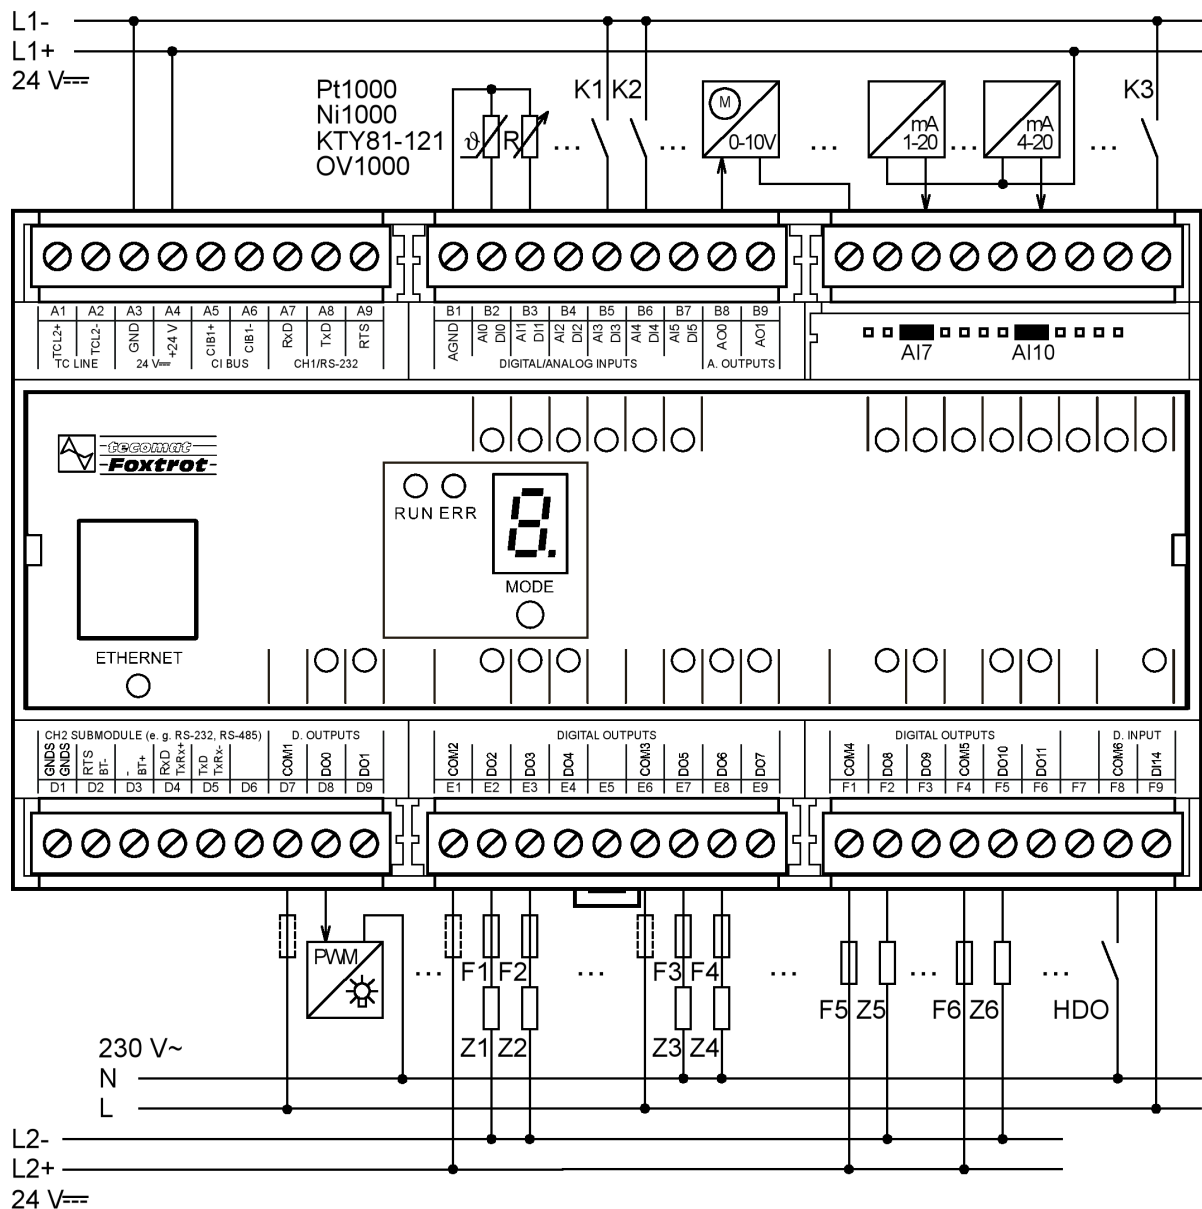 L1-
L1+
24 V
Pt1000
Ni1000
KTY81-121
OV1000
ϑ R ...
K1 K2 ...
M
0-10V
...
mA
1-20
...
mA
4-20
...
K3
A1 A2 A3 A4 A5 A6 A7 A8 A9
TCL2+ TCL2- GND +24 V CIB1+ CIB1- RxD TxD RTS
TC LINE 24 V CI BUS CH1/RS-232
B1 B2 B3 B4 B5 B6 B7 B8 B9
AGND AI0 DI0 AI1 DI1 AI2 DI2 AI3 DI3 AI4 DI4 AI5 DI5 AO0 AO1
DIGITAL/ANALOG INPUTS A. OUTPUTS
AI7 AI10
tecomat
Foxtrot
RUN ERR
8.
MODE
ETHERNET
CH2 SUBMODULE (e. g. RS-232, RS-485) D. OUTPUTS
GNDS GNDS RTS BT- - BT+ RxD TxRx+ TxD TxRx- COM1 DO0 DO1
D1 D2 D3 D4 D5 D6 D7 D8 D9
DIGITAL OUTPUTS
COM2 DO2 DO3 DO4 COM3 DO5 DO6 DO7
E1 E2 E3 E4 E5 E6 E7 E8 E9
DIGITAL OUTPUTS D. INPUT
COM4 DO8 DO9 COM5 DO10 DO11 COM6 DI14
F1 F2 F3 F4 F5 F6 F7 F8 F9
PWM
... F1 F2 ... F3 F4 ... ... ...
F5 Z5 F6 Z6 HDO
Z1 Z2 Z3 Z4
230 V~
N
L
L2-
L2+
24 V